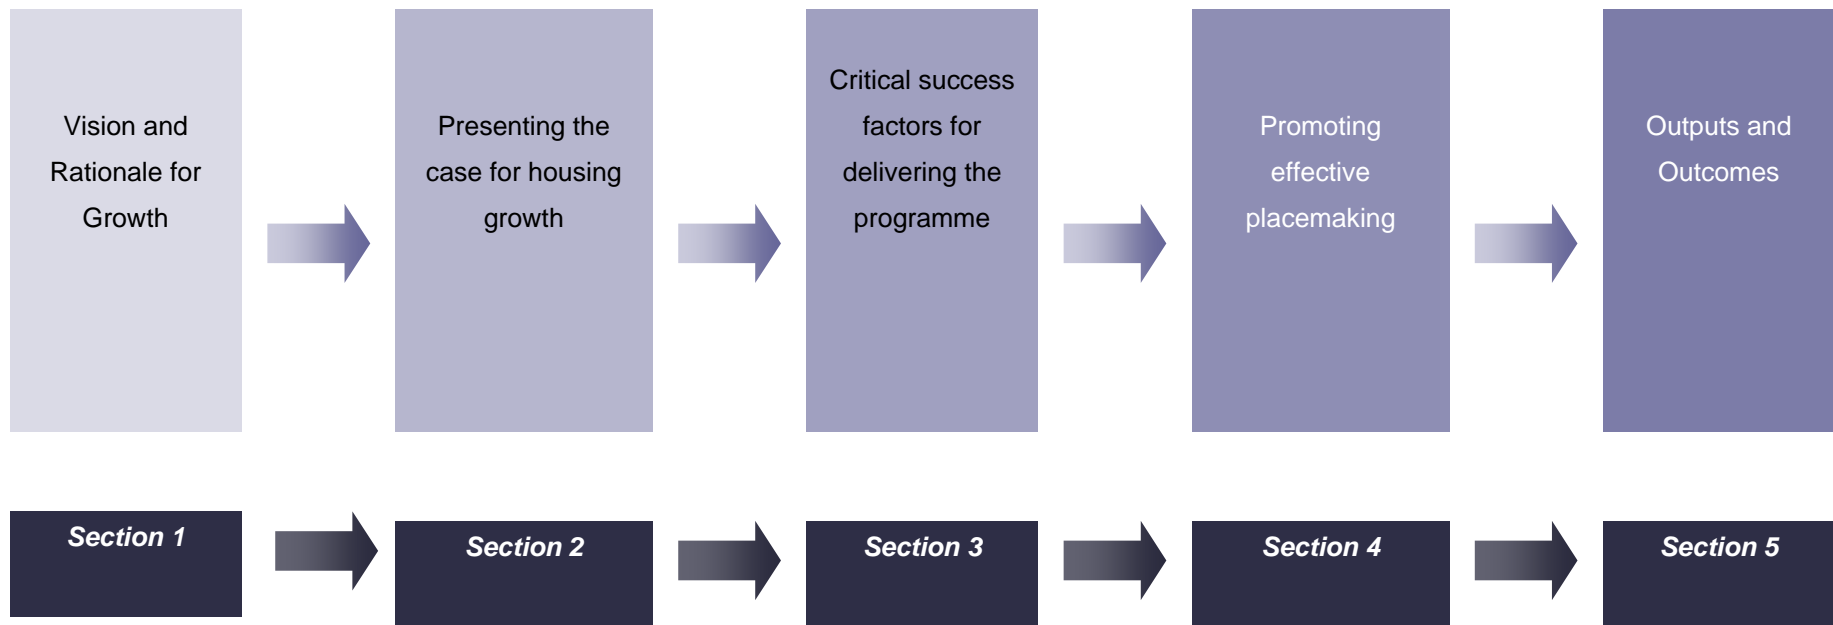 Vision and
Rationale for
Growth
Presenting the
case for housing
growth
Critical success
factors for
delivering the
programme
Promoting
effective
placemaking
Outputs and
Outcomes
Section 1
Section 2
Section 3
Section 4
Section 5